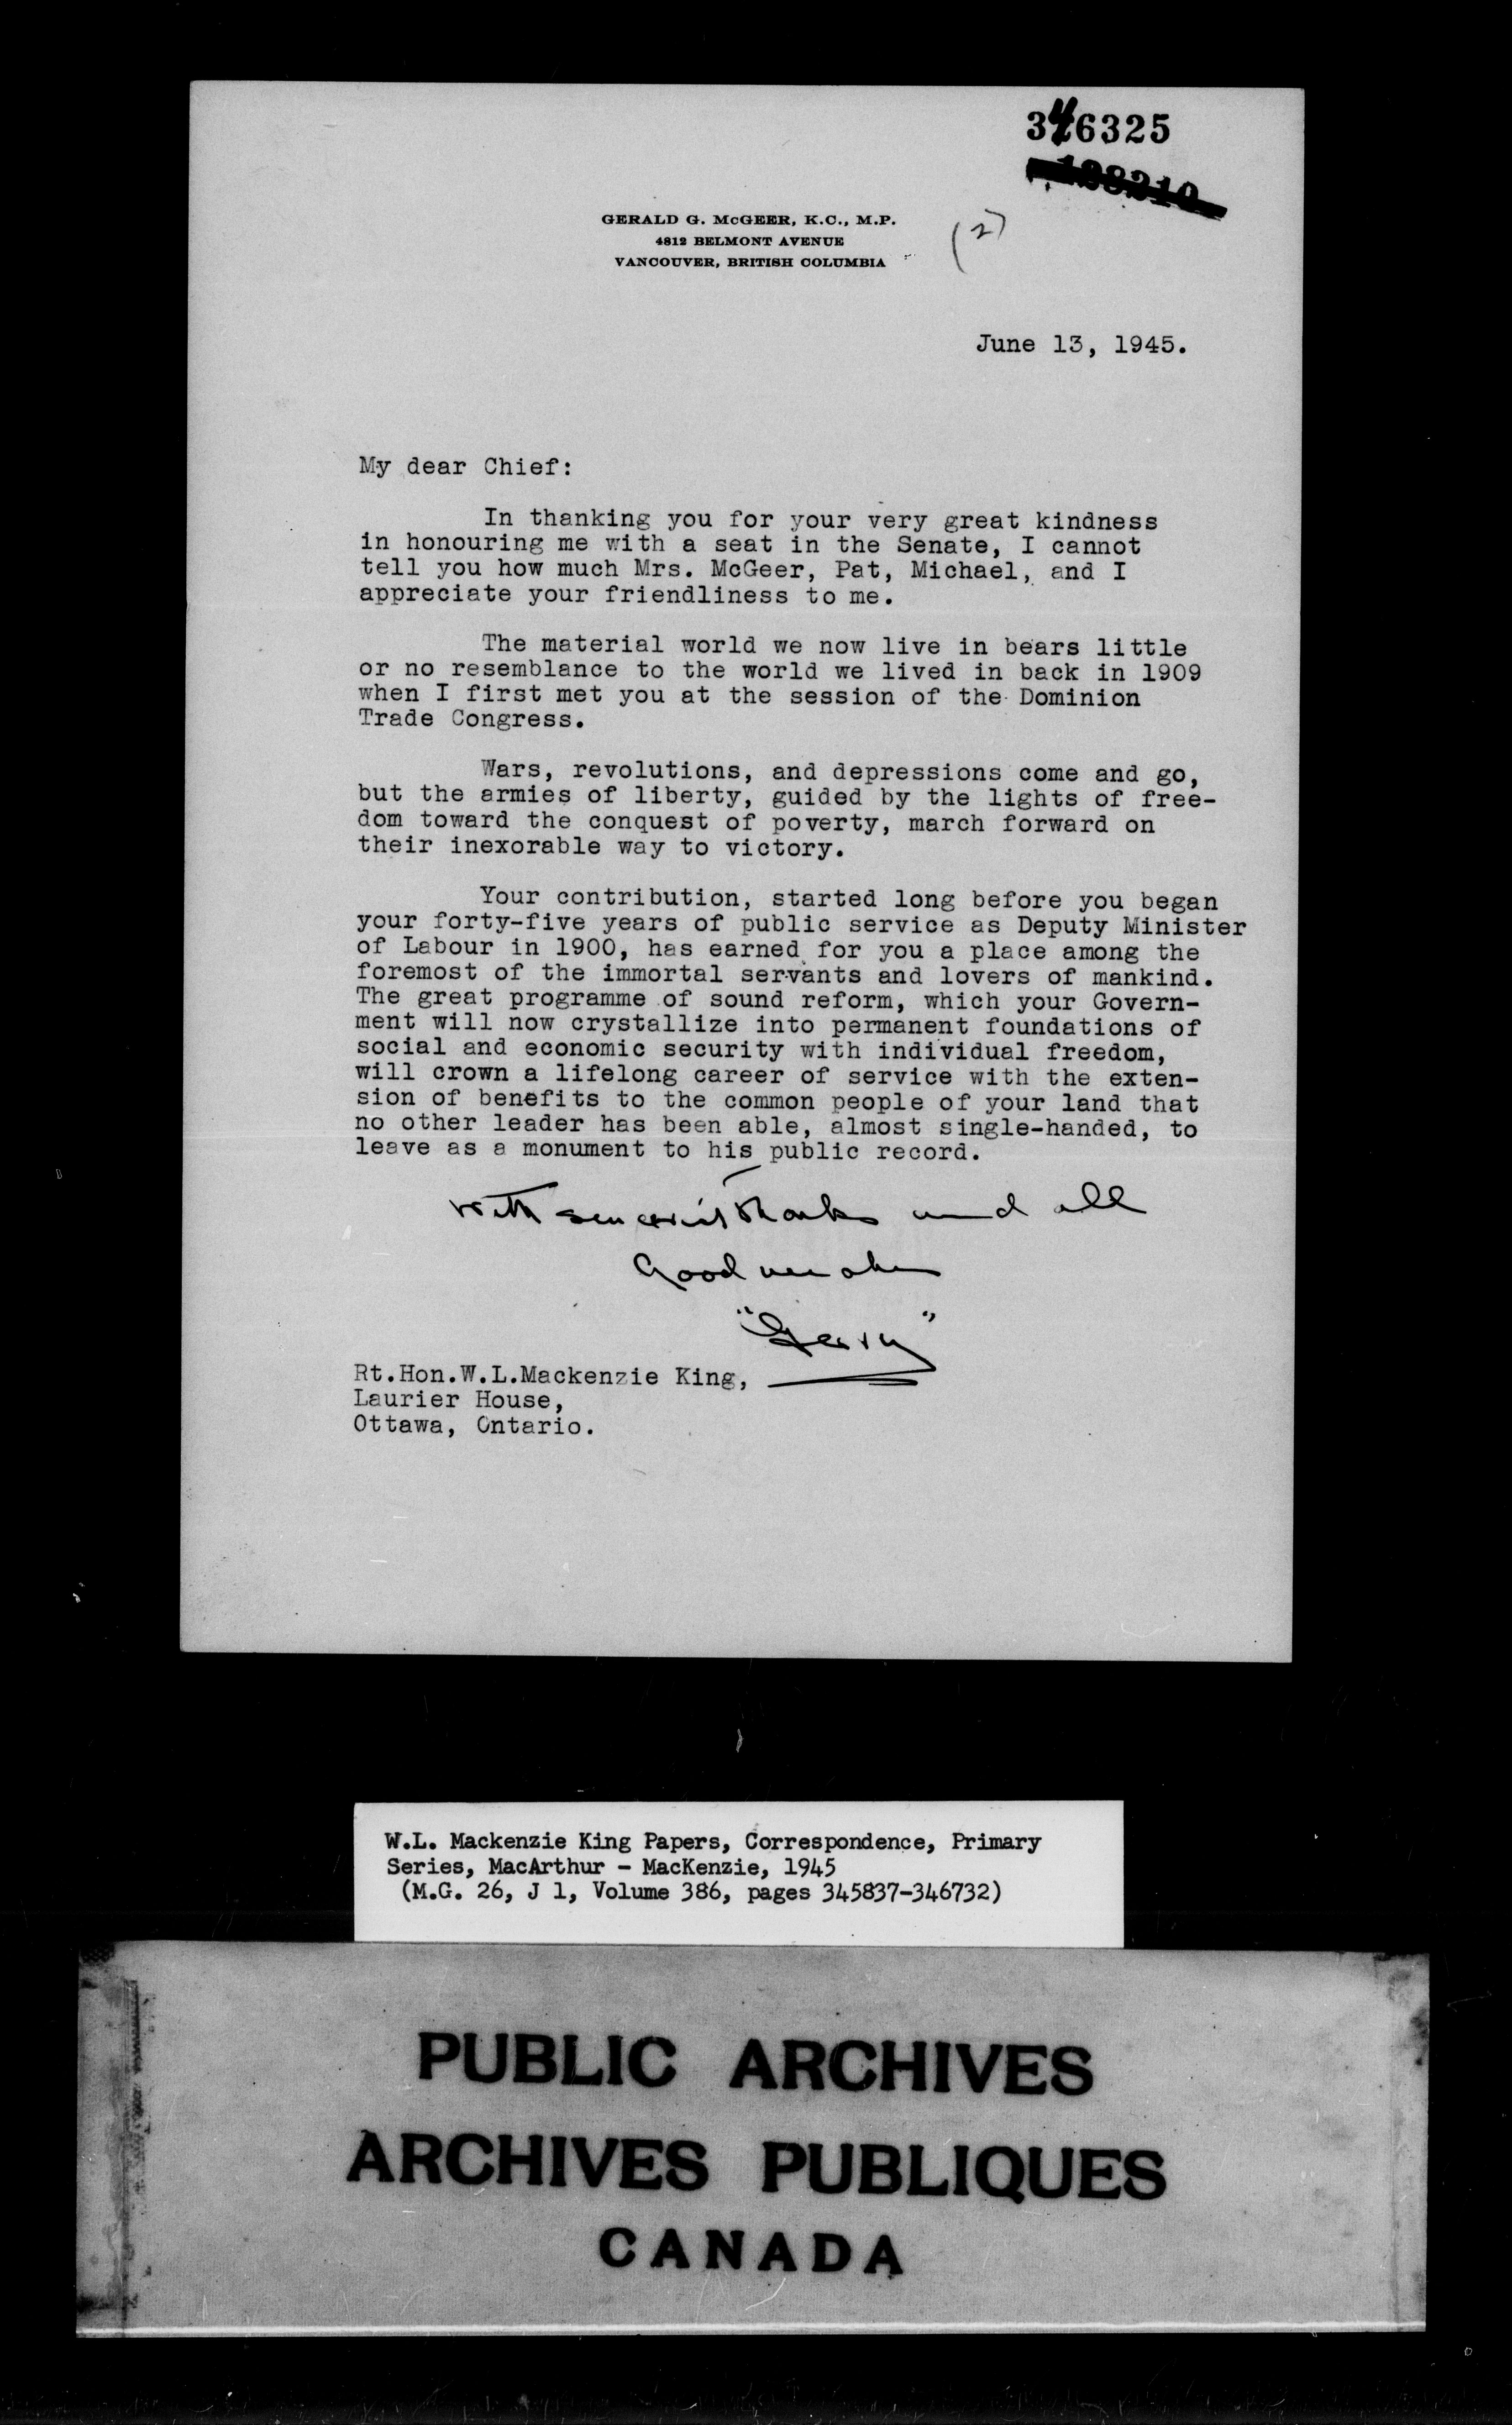 346325
GERALD G. McGEER, K.C., M.P.
4812 BELMONT AVENUE
VANCOUVER, BRITISH COLUMBIA
(2)
June 13, 1945.
My dear Chief:
In thanking you for your very great kindness
in honouring me with a seat in the Senate, I cannot
tell you how much Mrs. McGeer, Pat, Michael, and I
appreciate your friendliness to me.
The material world we now live in bears little
or no resemblance to the world we lived in back in 1909
when I first met you at the session of the Dominion
Trade Congress.
Wars, revolutions, and depressions come and go,
but the armies of liberty, guided by the lights of free-
dom toward the conquest of poverty, march forward on
their inexorable way to victory.
Your contribution, started long before you began
your forty-five years of public service as Deputy Minister
of Labour in 1900, has earned for you a place among the
foremost of the immortal servants and lovers of mankind.
The great programme of sound reform, which your Govern-
ment will now crystallize into permanent foundations of
social and economic security with individual freedom,
will crown a lifelong career of service with the exten-
sion of benefits to the common people of your land that
no other leader has been able, almost single-handed, to
leave as a monument to his public record.
With sincerest thanks and all
Good wishes
"Gerry"
Rt.Hon.W.L.Mackenzie King,
Laurier House,
Ottawa, Ontario.
W.L. Mackenzie King Papers, Correspondence, Primary
Series, MacArthur - MacKenzie, 1945
(M.G. 26, J 1, Volume 386, pages 345837-346732)
PUBLIC ARCHIVES
ARCHIVES PUBLIQUES
CANADA